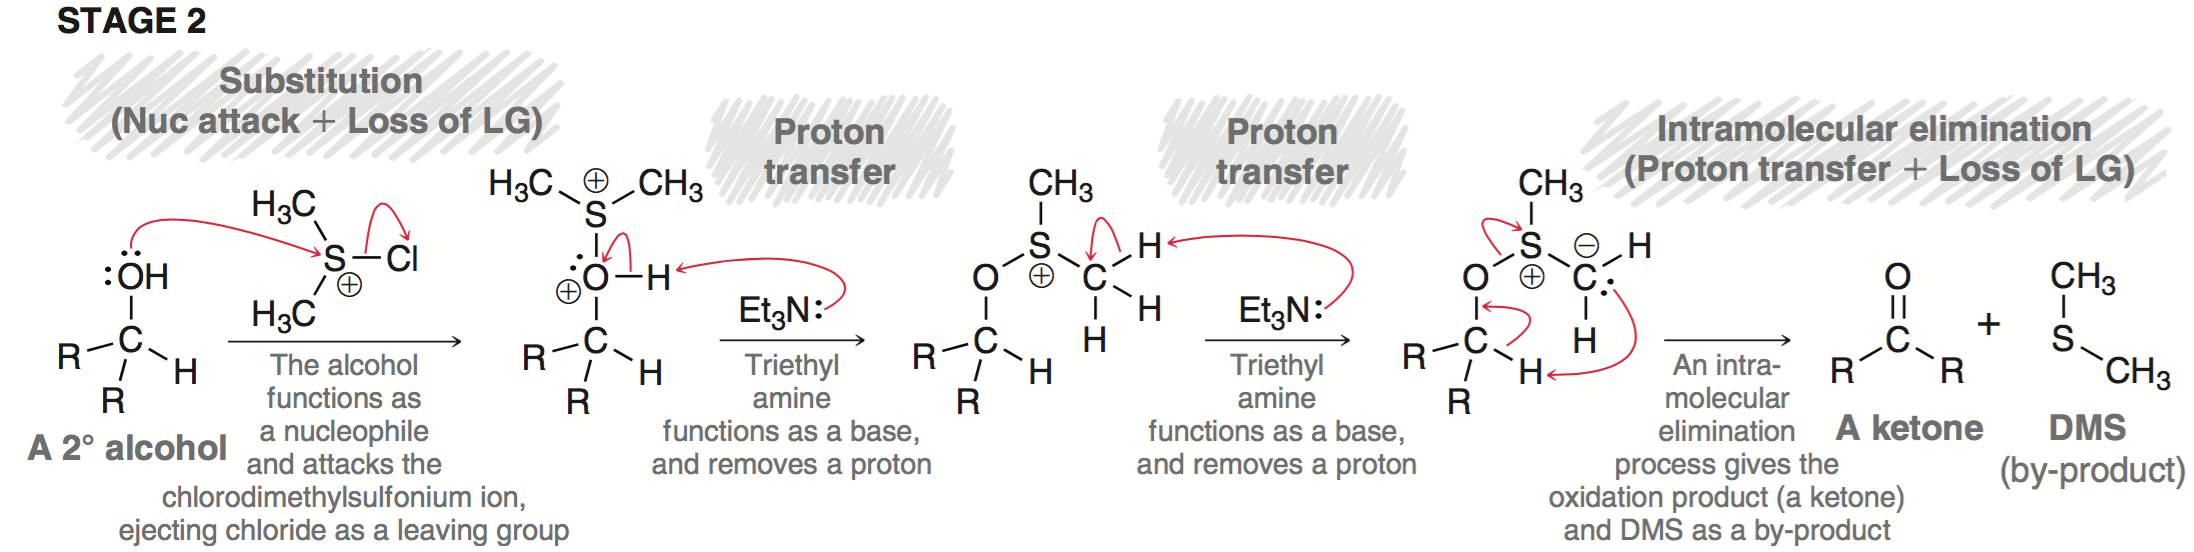 STAGE 2
Substitution
(Nuc attack + Loss of LG)
Proton
transfer
Proton
transfer
Intramolecular elimination
(Proton transfer + Loss of LG)
H₃C
S
Cl
⊕
H₃C
:OH
C
R
H
R
A 2° alcohol
The alcohol
functions as
a nucleophile
and attacks the
chlorodimethylsulfonium ion,
ejecting chloride as a leaving group
H₃C ⊕ CH₃
S
O H
⊕
C
R
H
R
Et₃N:
Triethyl
amine
functions as a base,
and removes a proton
CH₃
S
H
O
⊕
C
H
H
C
R
H
R
Et₃N:
Triethyl
amine
functions as a base,
and removes a proton
CH₃
S
⊖
H
O
⊕
C:
H
C
R
H
R
An intra-
molecular
elimination
process gives the
oxidation product (a ketone)
and DMS as a by-product
O
C
R
R
A ketone
+
CH₃
S
CH₃
DMS
(by-product)